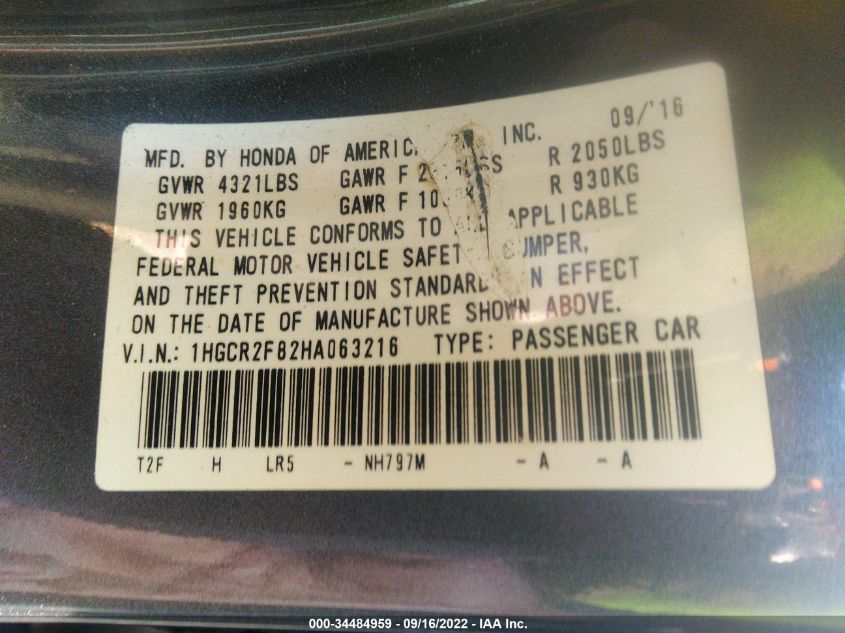 MFD. BY HONDA OF AMERIC INC. 09/'16
GVWR 4321LBS GAWR F R 2050LBS
GVWR 1960KG GAWR F R 930KG
THIS VEHICLE CONFORMS TO APPLICABLE
FEDERAL MOTOR VEHICLE SAFET UMPER,
AND THEFT PREVENTION STANDARD N EFFECT
ON THE DATE OF MANUFACTURE SHOWN ABOVE.
V.I.N.: 1HGCR2F82HA063216 TYPE: PASSENGER CAR
T2F H LR5 - NH797M - A - A
000-34484959 - 09/16/2022 - IAA Inc.